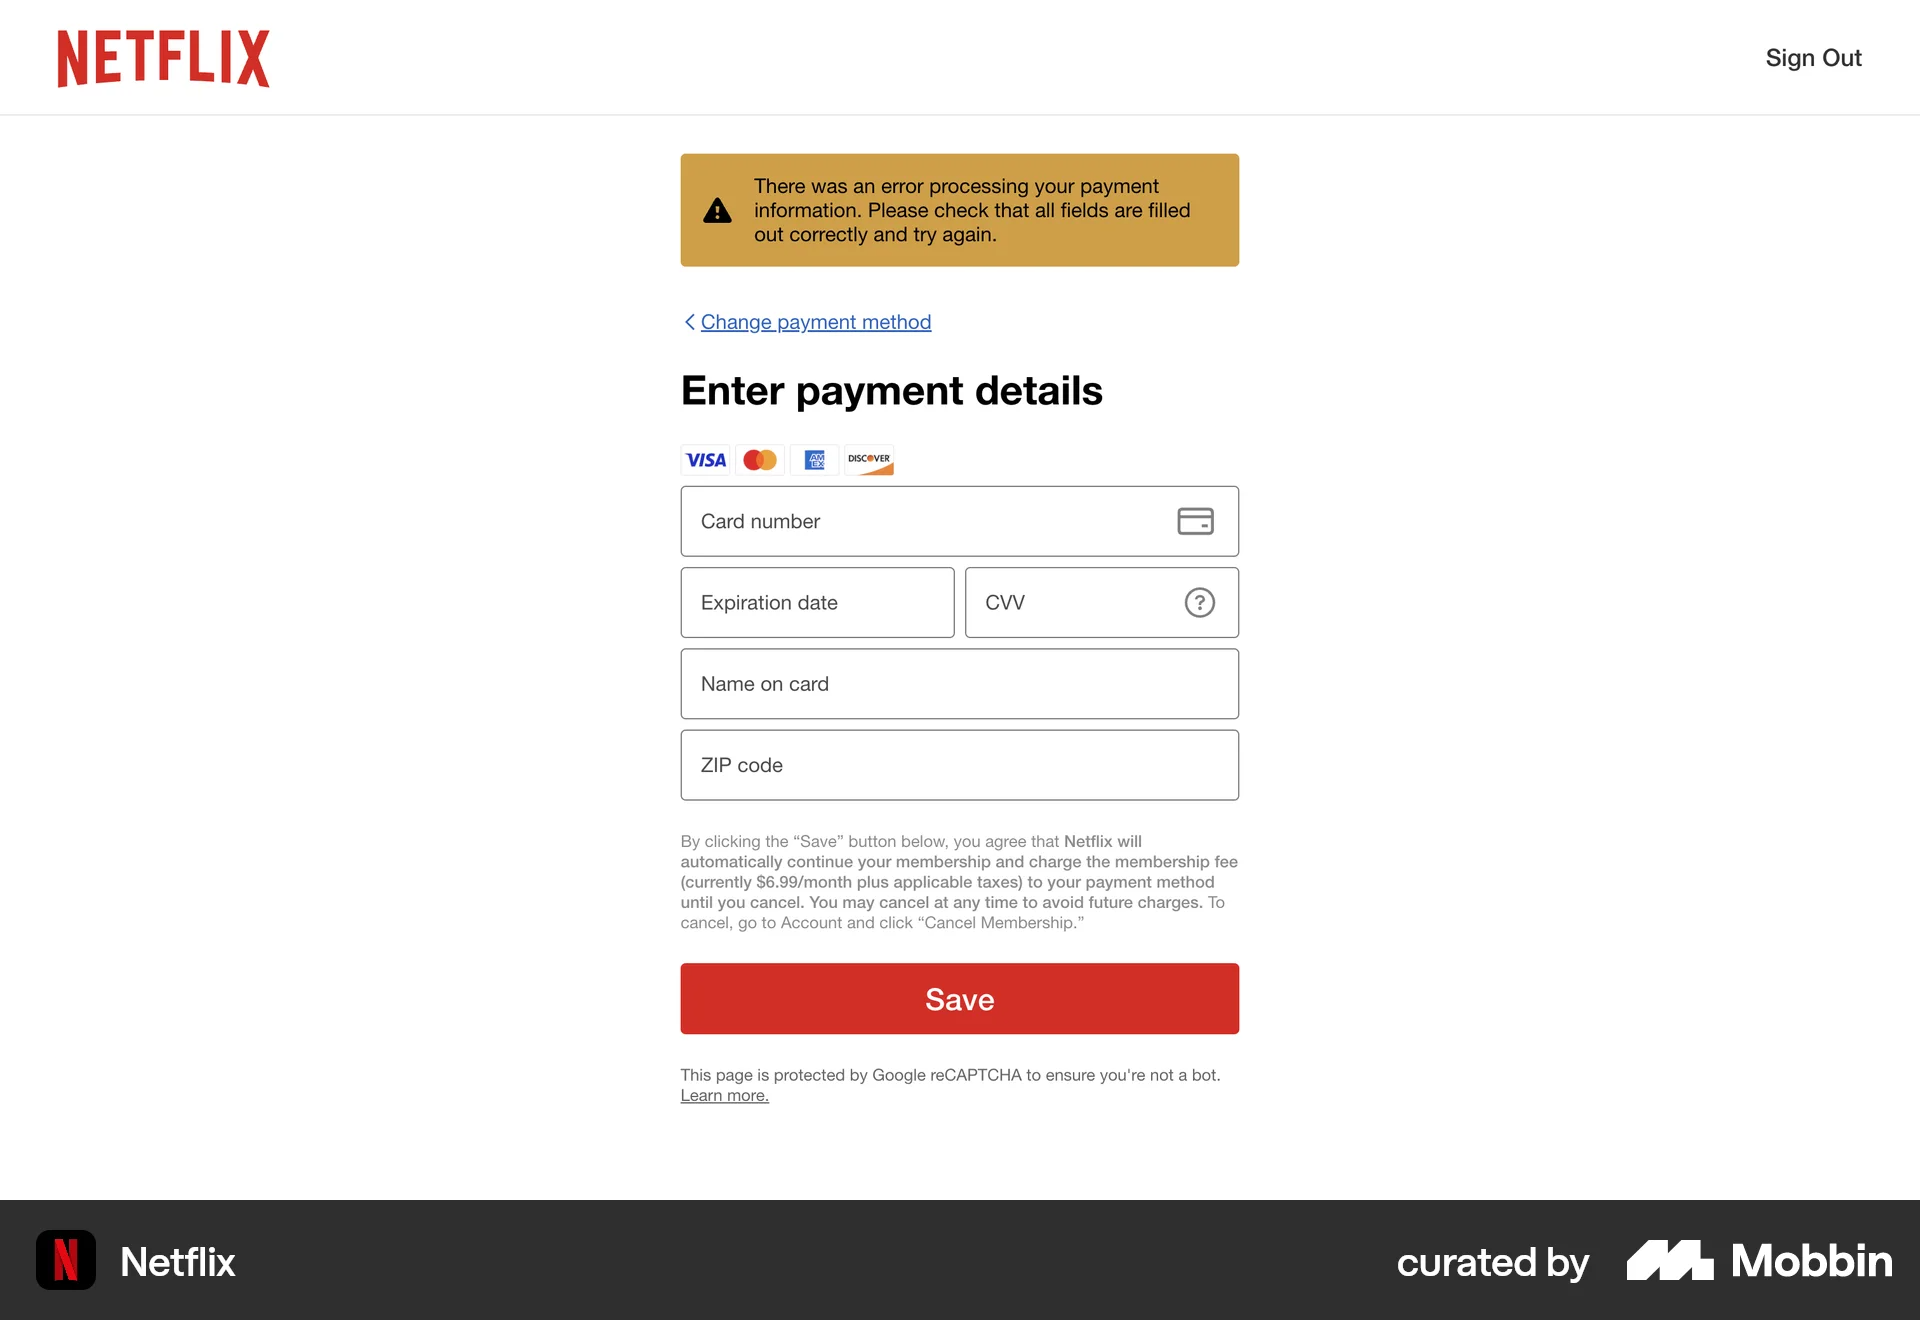 NETFLIX
Sign Out
There was an error processing your payment
information. Please check that all fields are filled
out correctly and try again.
Change payment method
Enter payment details
VISA
AM
EX
DISCOVER
Card number
Expiration date
CVV
?
Name on card
ZIP code
By clicking the “Save” button below, you agree that Netflix will
automatically continue your membership and charge the membership fee
(currently $6.99/month plus applicable taxes) to your payment method
until you cancel. You may cancel at any time to avoid future charges. To
cancel, go to Account and click “Cancel Membership.”
Save
This page is protected by Google reCAPTCHA to ensure you're not a bot.
Learn more.
N
Netflix
curated by
Mobbin